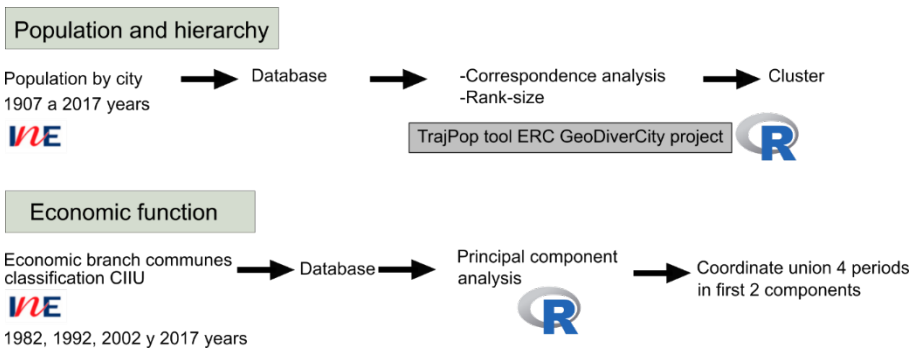 Population and hierarchy
Population by city
1907 a 2017 years
INE
Database
-Correspondence analysis
-Rank-size
TrajPop tool ERC GeoDiverCity project
R
Cluster
Economic function
Economic branch communes
classification CIIU
INE
1982, 1992, 2002 y 2017 years
Database
Principal component
analysis
R
Coordinate union 4 periods
in first 2 components